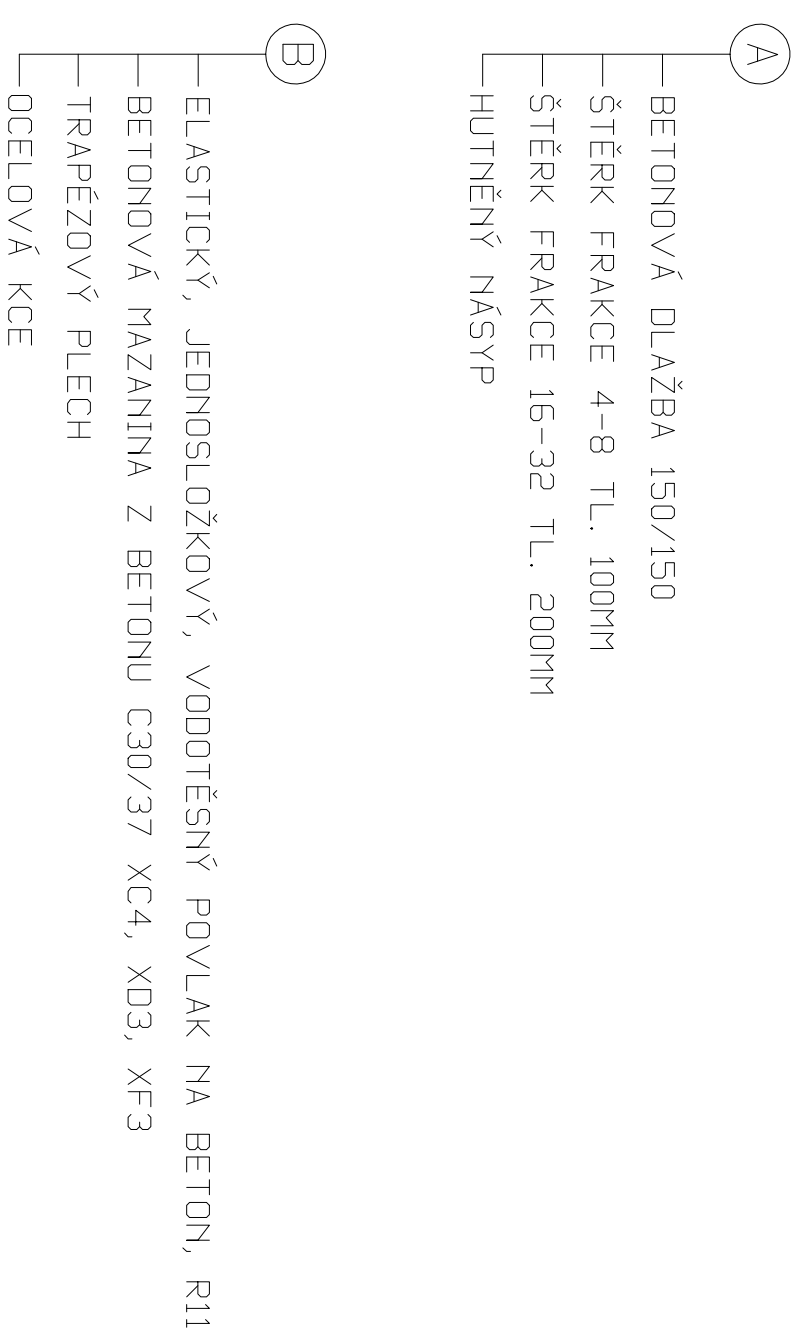 A
BETONOVÁ DLAŽBA 150/150
ŠTĚRK FRAKCE 4-8 TL. 100MM
ŠTĚRK FRAKCE 16-32 TL. 200MM
HUTNĚNÝ NÁSYP
B
ELASTICKÝ, JEDNOSLOŽKOVÝ, VODOTĚSNÝ POVLAK NA BETON, R11
BETONOVÁ MAZANINA Z BETONU C30/37 XC4, XD3, XF3
TRAPÉZOVÝ PLECH
OCELOVÁ KCE